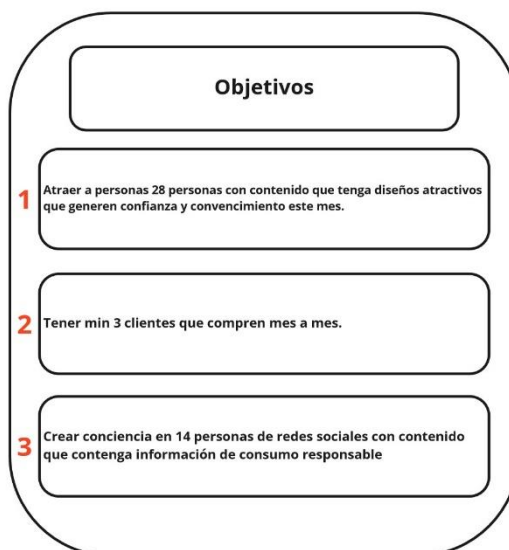 Objetivos
1
Atraer a personas 28 personas con contenido que tenga diseños atractivos
que generen confianza y convencimiento este mes.
2
Tener min 3 clientes que compren mes a mes.
3
Crear conciencia en 14 personas de redes sociales con contenido
que contenga información de consumo responsable